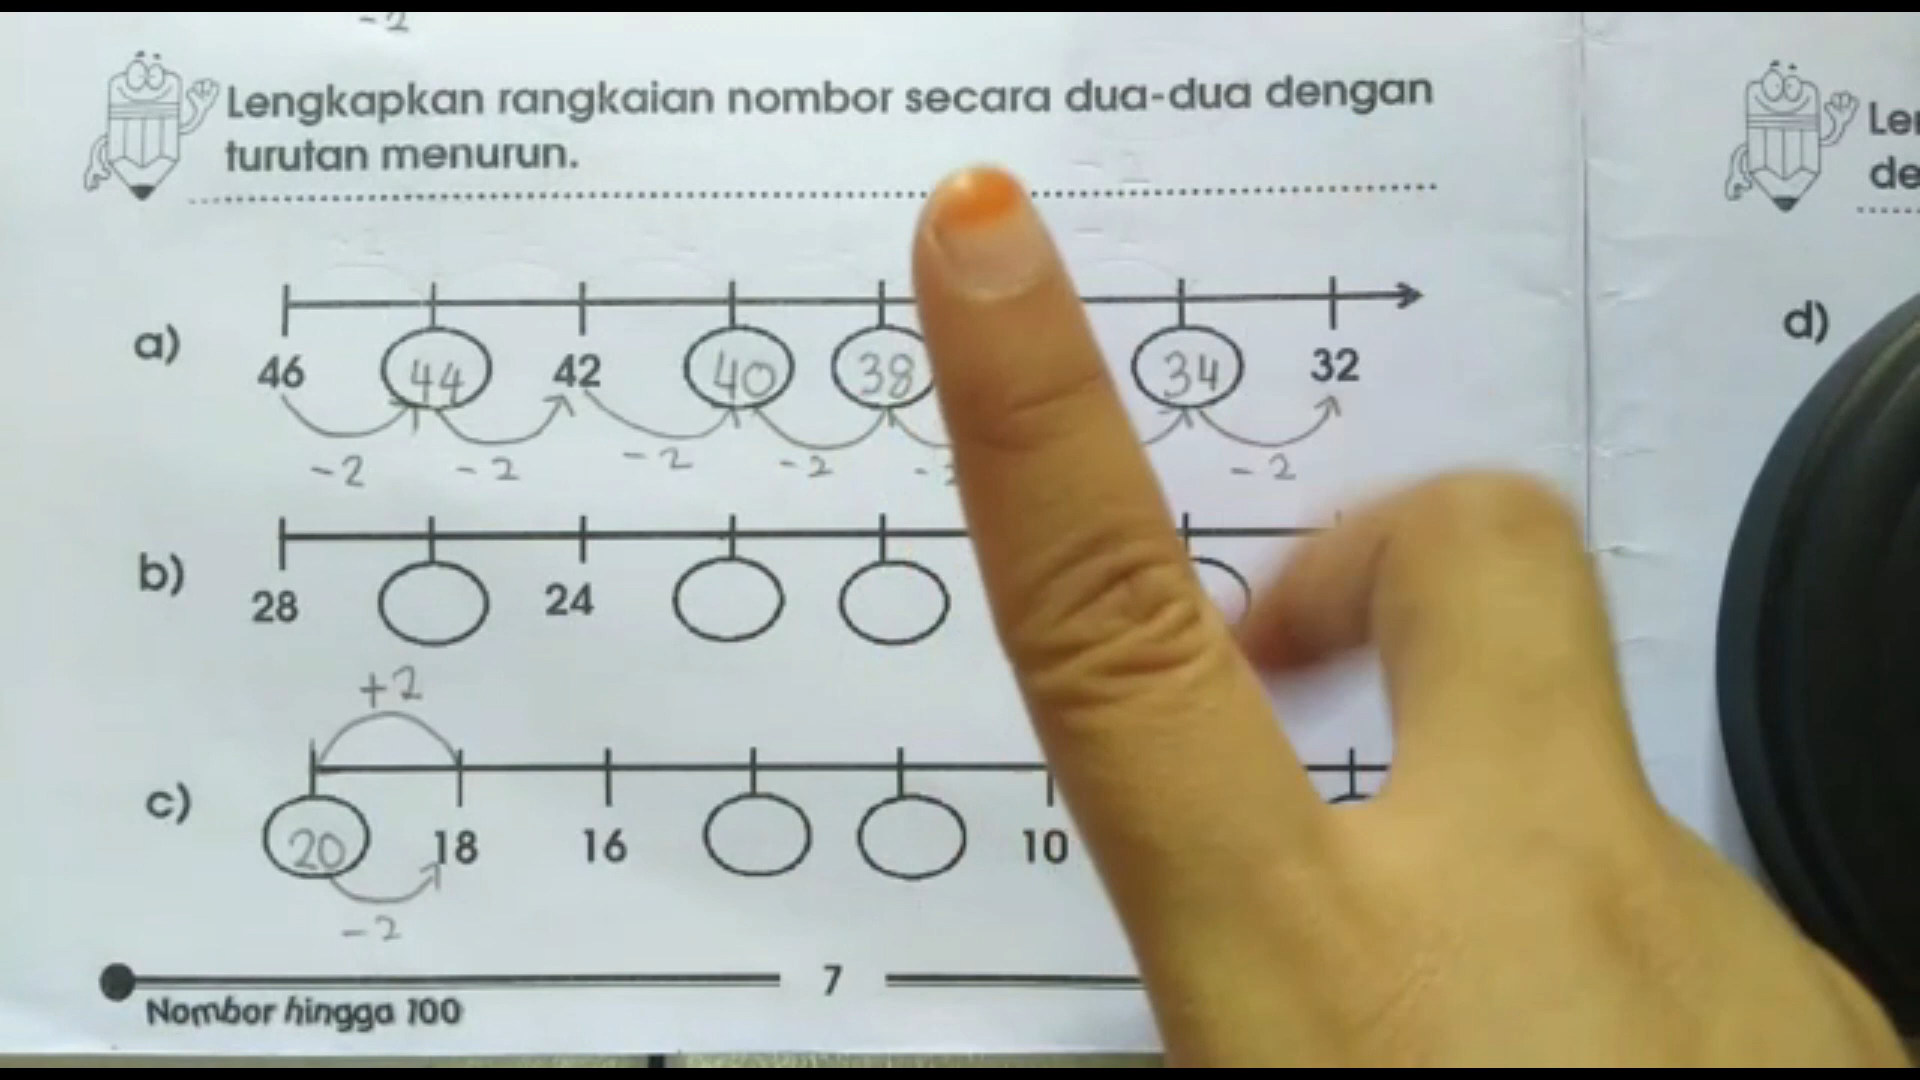 -2
Lengkapkan rangkaian nombor secara dua-dua dengan
turutan menurun.
a) 46 44 42 40 38 34 32
-2 -2 -2 -2 -2
b) 28 24
+2
c) 20 18 16 10
-2
7
Nombor hingga 100
d)